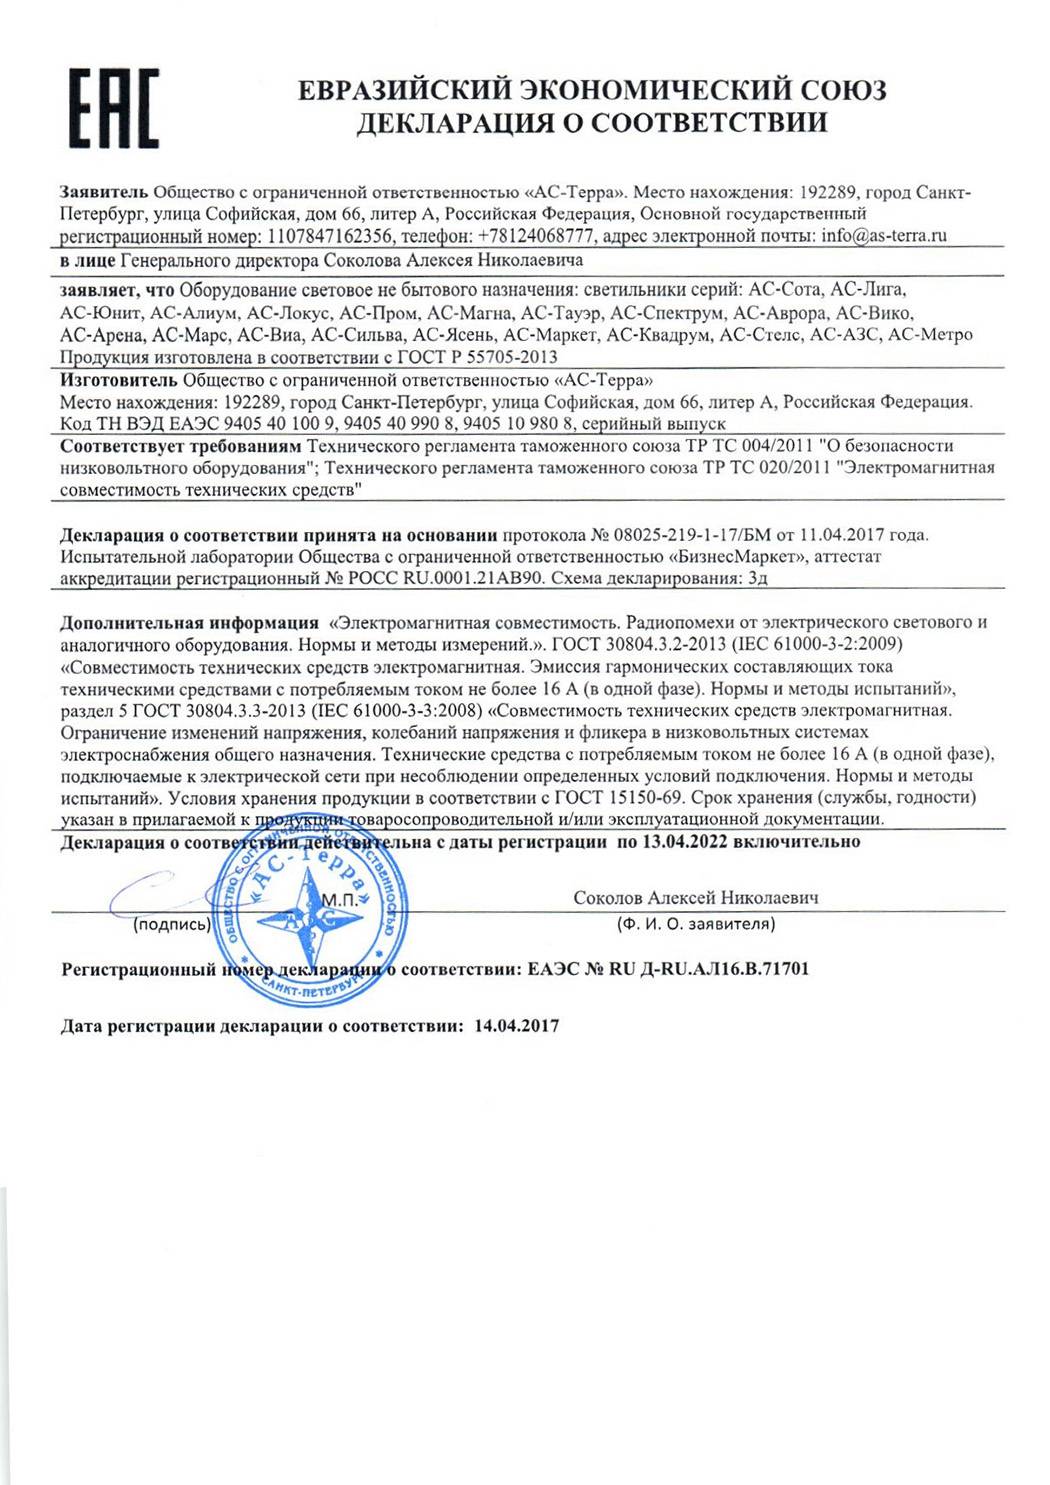 ЕАС
ЕВРАЗИЙСКИЙ ЭКОНОМИЧЕСКИЙ СОЮЗ
ДЕКЛАРАЦИЯ О СООТВЕТСТВИИ
Заявитель Общество с ограниченной ответственностью «АС-Терра». Место нахождения: 192289, город Санкт-
Петербург, улица Софийская, дом 66, литер А, Российская Федерация, Основной государственный
регистрационный номер: 1107847162356, телефон: +78124068777, адрес электронной почты: info@as-terra.ru
в лице Генерального директора Соколова Алексея Николаевича
заявляет, что Оборудование световое не бытового назначения: светильники серий: АС-Сота, АС-Лига,
АС-Юнит, АС-Алиум, АС-Локус, АС-Пром, АС-Магна, АС-Тауэр, АС-Спектрум, АС-Аврора, АС-Вико,
АС-Арена, АС-Марс, АС-Виа, АС-Сильва, АС-Ясень, АС-Маркет, АС-Квадрум, АС-Стелс, АС-АЗС, АС-Метро
Продукция изготовлена в соответствии с ГОСТ Р 55705-2013
Изготовитель Общество с ограниченной ответственностью «АС-Терра»
Место нахождения: 192289, город Санкт-Петербург, улица Софийская, дом 66, литер А, Российская Федерация.
Код ТН ВЭД ЕАЭС 9405 40 100 9, 9405 40 990 8, 9405 10 980 8, серийный выпуск
Соответствует требованиям Технического регламента таможенного союза ТР ТС 004/2011 "О безопасности
низковольтного оборудования"; Технического регламента таможенного союза ТР ТС 020/2011 "Электромагнитная
совместимость технических средств"
Декларация о соответствии принята на основании протокола № 08025-219-1-17/БМ от 11.04.2017 года.
Испытательной лаборатории Общества с ограниченной ответственностью «БизнесМаркет», аттестат
аккредитации регистрационный № РОСС RU.0001.21АВ90. Схема декларирования: 3д
Дополнительная информация «Электромагнитная совместимость. Радиопомехи от электрического светового и
аналогичного оборудования. Нормы и методы измерений.». ГОСТ 30804.3.2-2013 (IEC 61000-3-2:2009)
«Совместимость технических средств электромагнитная. Эмиссия гармонических составляющих тока
техническими средствами с потребляемым током не более 16 А (в одной фазе). Нормы и методы испытаний»,
раздел 5 ГОСТ 30804.3.3-2013 (IEC 61000-3-3:2008) «Совместимость технических средств электромагнитная.
Ограничение изменений напряжения, колебаний напряжения и фликера в низковольтных системах
электроснабжения общего назначения. Технические средства с потребляемым током не более 16 А (в одной фазе),
подключаемые к электрической сети при несоблюдении определенных условий подключения. Нормы и методы
испытаний». Условия хранения продукции в соответствии с ГОСТ 15150-69. Срок хранения (службы, годности)
указан в прилагаемой к продукции товаросопроводительной и/или эксплуатационной документации.
Декларация о соответствии действительна с даты регистрации по 13.04.2022 включительно
ОБЩЕСТВО С ОГРАНИЧЕННОЙ ОТВЕТСТВЕННОСТЬЮ
«АС-Терра»
САНКТ-ПЕТЕРБУРГ
М.П.
Соколов Алексей Николаевич
(подпись)
(Ф. И. О. заявителя)
Регистрационный номер декларации о соответствии: ЕАЭС № RU Д-RU.АЛ16.В.71701
Дата регистрации декларации о соответствии: 14.04.2017